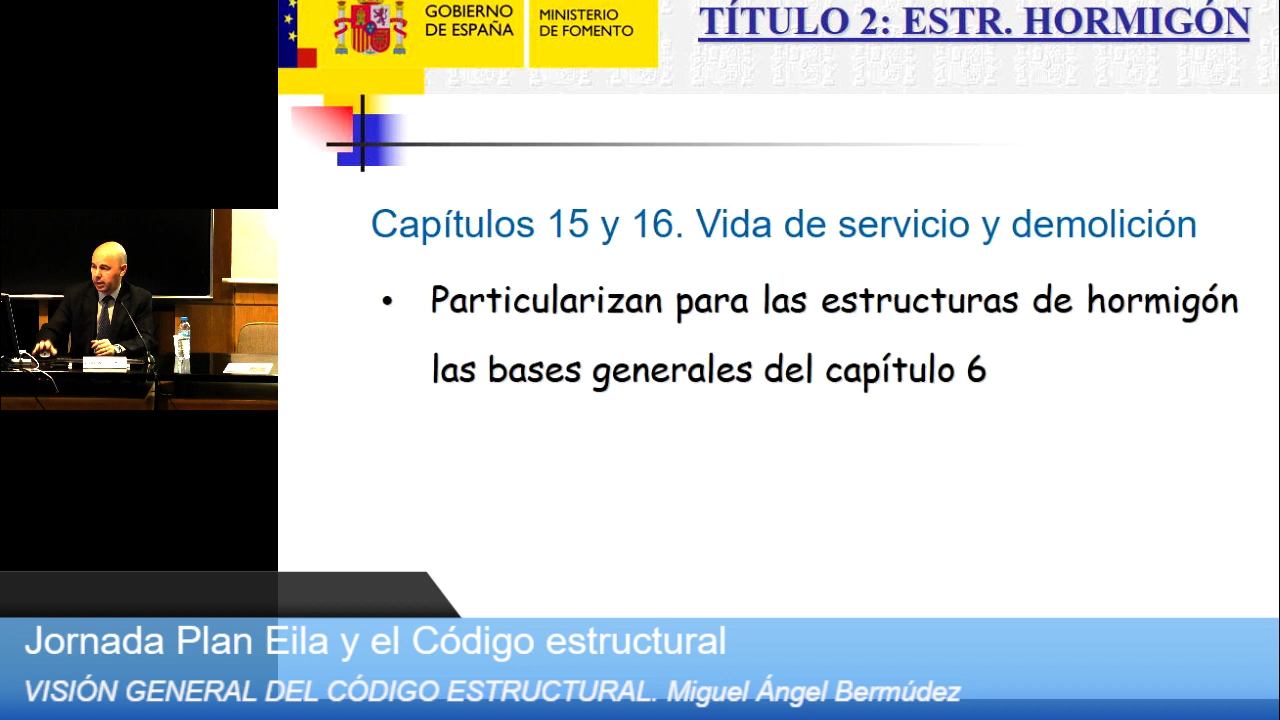 GOBIERNO
DE ESPAÑA
MINISTERIO
DE FOMENTO
TÍTULO 2: ESTR. HORMIGÓN
Capítulos 15 y 16. Vida de servicio y demolición
• Particularizan para las estructuras de hormigón
las bases generales del capítulo 6
Jornada Plan Eila y el Código estructural
VISIÓN GENERAL DEL CÓDIGO ESTRUCTURAL. Miguel Ángel Bermúdez